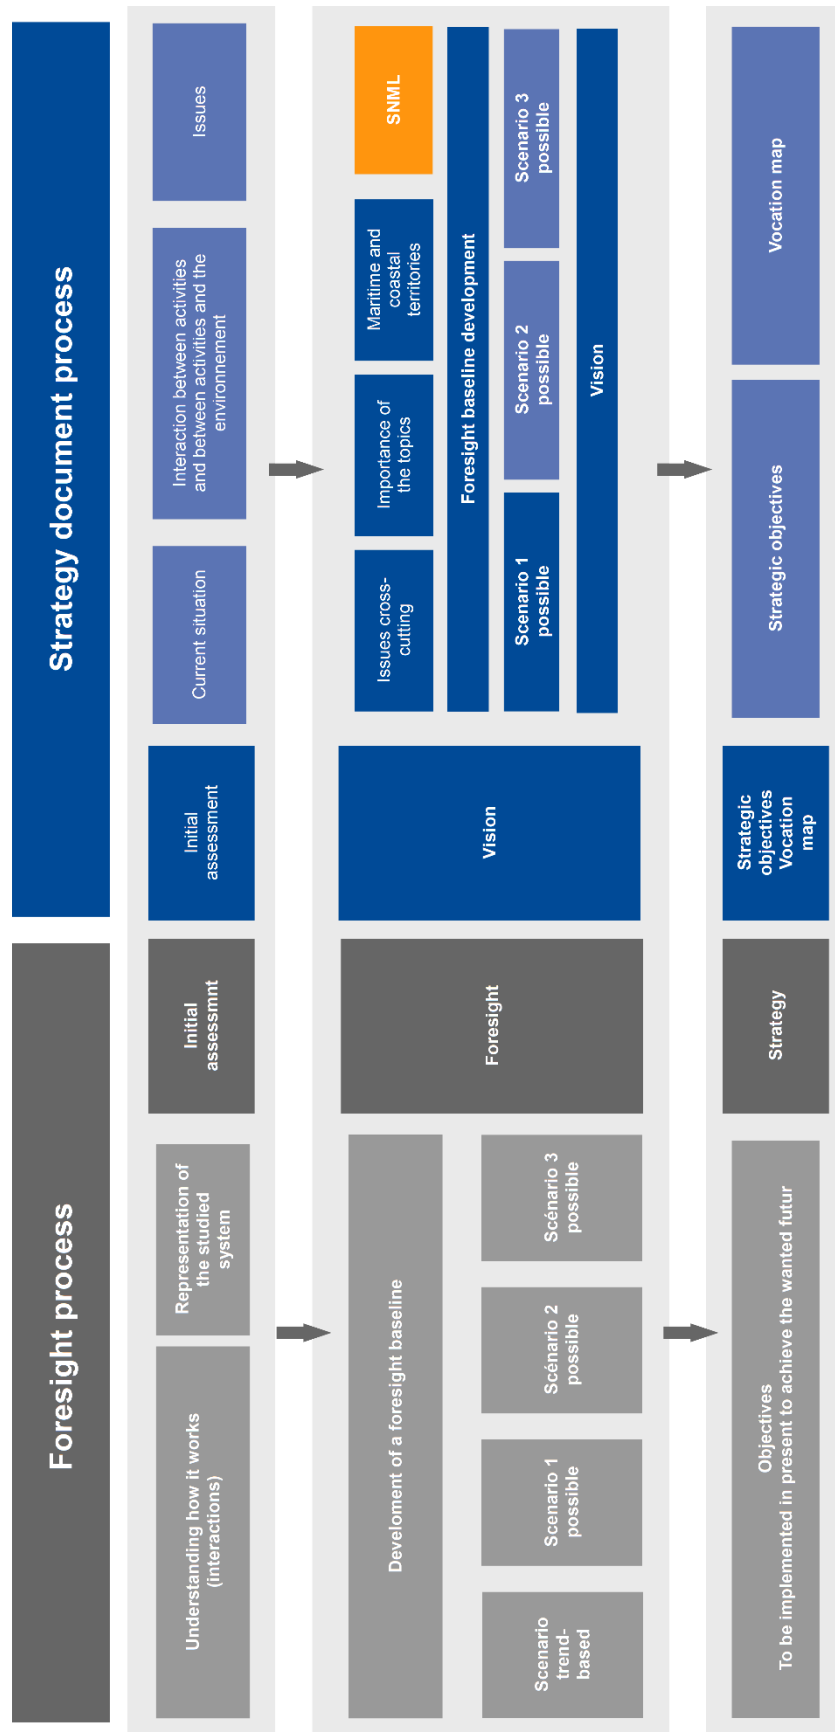 Foresight process
Strategy document process
Understanding how it works
(interactions)
Representation of
the studied
system
Initial
assessmnt
Initial
assessment
Current situation
Interaction between activities
and between activities and the
environnement
Issues
Develoment of a foresight baseline
Scenario
trend-
based
Scenario 1
possible
Scénario 2
possible
Scénario 3
possible
Foresight
Vision
Issues cross-
cutting
Importance of
the topics
Maritime and
coastal
territories
SNML
Foresight baseline development
Scenario 1
possible
Scenario 2
possible
Scenario 3
possible
Vision
Objectives
To be implemented in present to achieve the wanted futur
Strategy
Strategic
objectives
Vocation
map
Strategic objectives
Vocation map